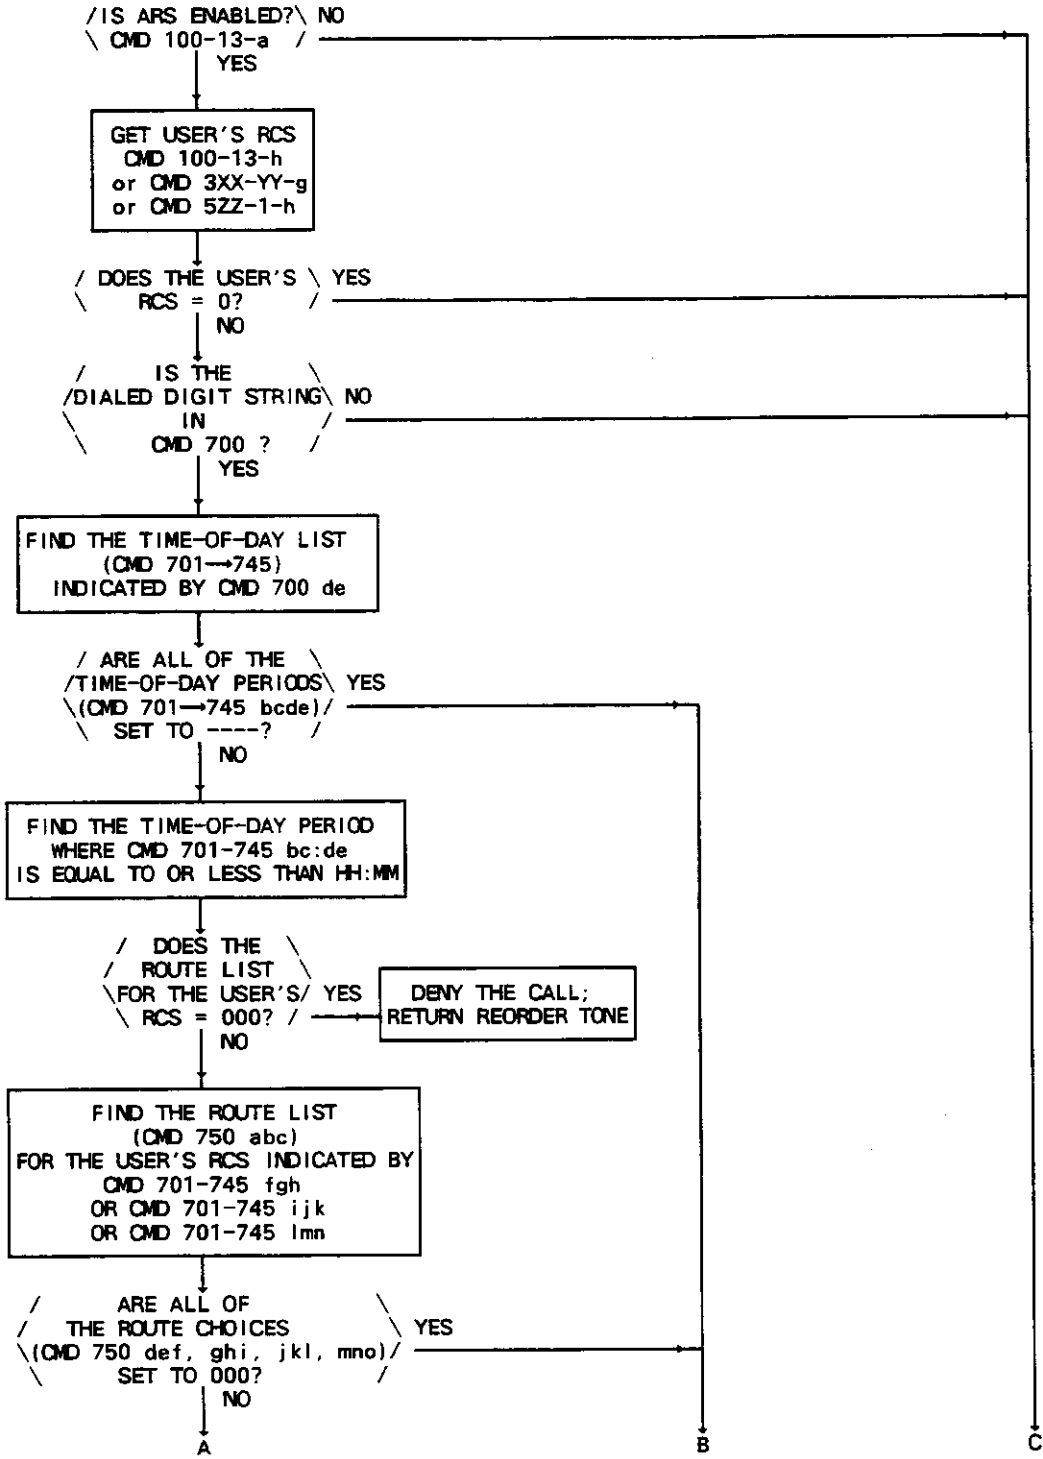 /IS ARS ENABLED?\ NO
\ CMD 100-13-a /
YES
GET USER'S RCS
CMD 100-13-h
or CMD 3XX-YY-g
or CMD 5ZZ-1-h
/ DOES THE USER'S \ YES
\ RCS = 0? /
NO
/ IS THE \
/DIALED DIGIT STRING\ NO
\ IN /
\ CMD 700 ? /
YES
FIND THE TIME-OF-DAY LIST
(CMD 701→745)
INDICATED BY CMD 700 de
/ ARE ALL OF THE \
/TIME-OF-DAY PERIODS\ YES
\(CMD 701→745 bcde)/
\ SET TO ----? /
NO
FIND THE TIME-OF-DAY PERIOD
WHERE CMD 701-745 bc:de
IS EQUAL TO OR LESS THAN HH:MM
/ DOES THE \
/ ROUTE LIST \
\FOR THE USER'S/ YES
\ RCS = 000? /
NO
DENY THE CALL;
RETURN REORDER TONE
FIND THE ROUTE LIST
(CMD 750 abc)
FOR THE USER'S RCS INDICATED BY
CMD 701-745 fgh
OR CMD 701-745 ijk
OR CMD 701-745 lmn
/ ARE ALL OF \
/ THE ROUTE CHOICES \ YES
\(CMD 750 def, ghi, jkl, mno)/
\ SET TO 000? /
NO
A B C